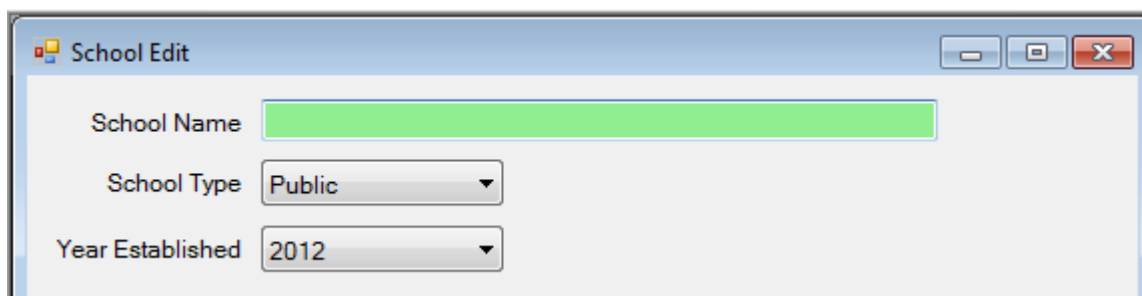 School Edit
School Name
School Type Public
Year Established 2012